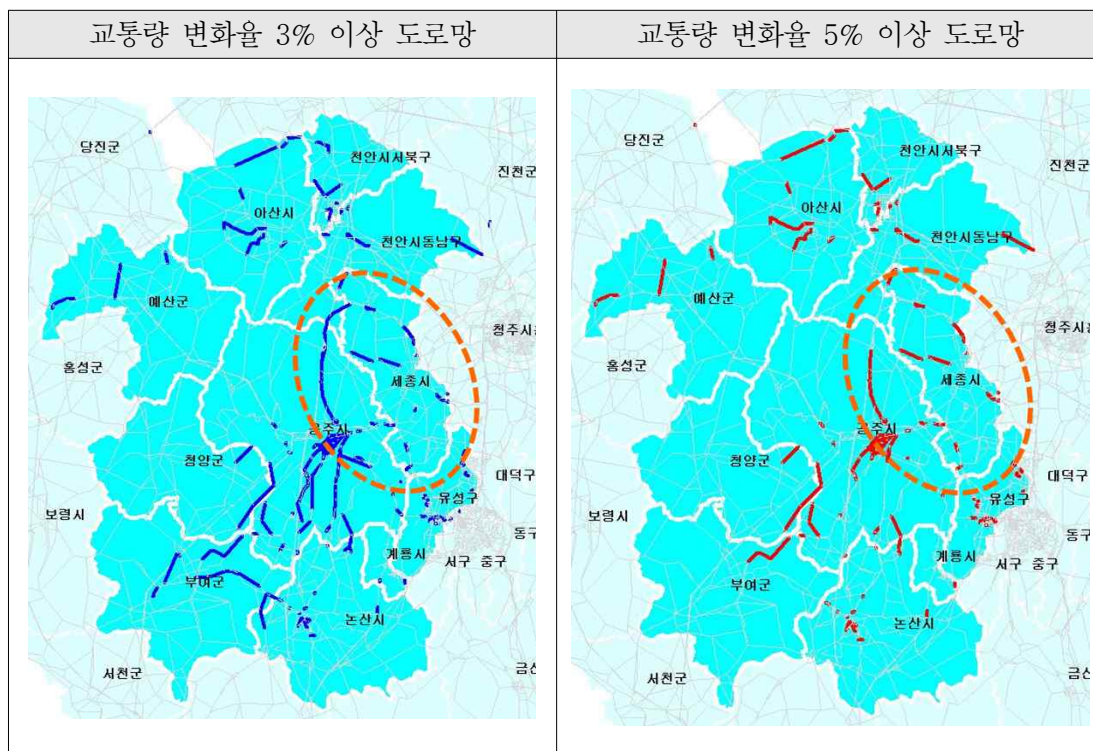 교통량 변화율 3% 이상 도로망
교통량 변화율 5% 이상 도로망
당진군
천안시서북구
진천군
아산시
천안시동남구
예산군
청주시
홍성군
세종시
공주시
청양군
대덕구
보령시
유성구
동구
계룡시
서구 중구
부여군
논산시
서천군
금산
당진군
천안시서북구
진천군
아산시
천안시동남구
예산군
청주시
홍성군
세종시
공주시
청양군
대덕구
보령시
유성구
동구
계룡시
서구 중구
부여군
논산시
서천군
금산